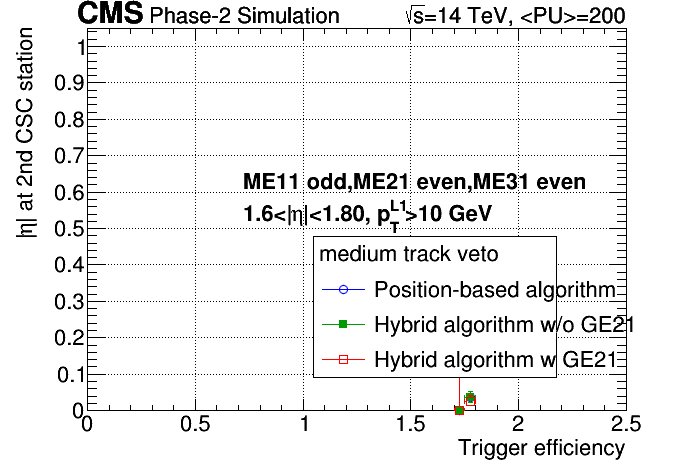 CMS Phase-2 Simulation √s=14 TeV, <PU>=200
|η| at 2nd CSC station
1
0.9
0.8
0.7
0.6
0.5
0.4
0.3
0.2
0.1
0
ME11 odd,ME21 even,ME31 even
1.6<|η|<1.80, p_T^L1>10 GeV
medium track veto
Position-based algorithm
Hybrid algorithm w/o GE21
Hybrid algorithm w GE21
0 0.5 1 1.5 2 2.5
Trigger efficiency